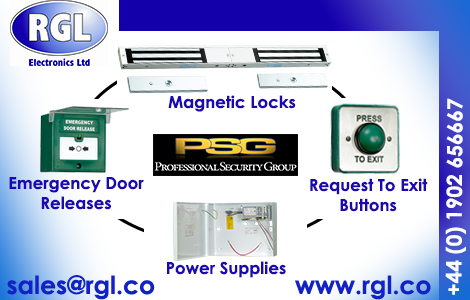 RGL
Electronics Ltd
Magnetic Locks
EMERGENCY
DOOR RELEASE
PRESS
TO EXIT
PSG
PROFESSIONAL SECURITY GROUP
Emergency Door
Releases
Request To Exit
Buttons
Power Supplies
sales@rgl.co
www.rgl.co
+44 (0) 1902 656667